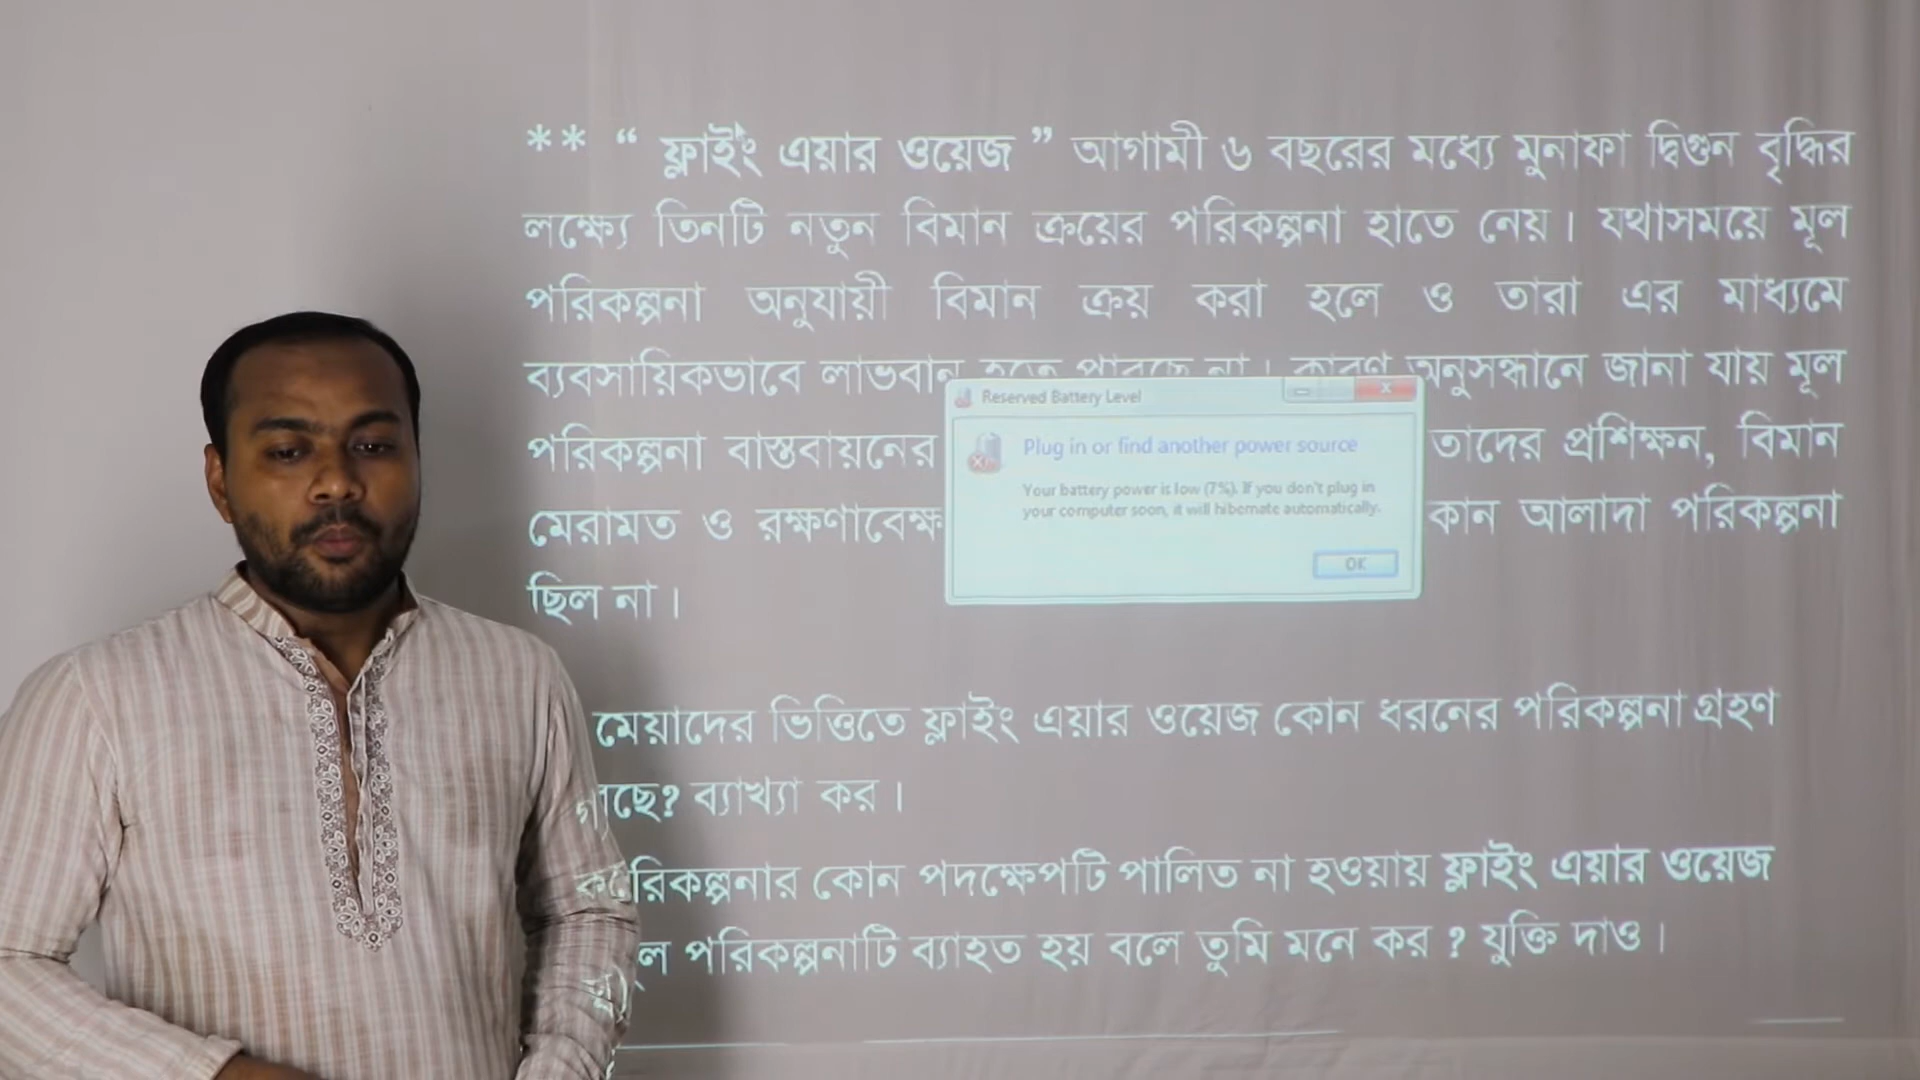 ** “ ফ্লাইং এয়ার ওয়েজ ” আগামী ৬ বছরের মধ্যে মুনাফা দ্বিগুন বৃদ্ধির
লক্ষ্যে তিনটি নতুন বিমান ক্রয়ের পরিকল্পনা হাতে নেয়। যথাসময়ে মূল
পরিকল্পনা অনুযায়ী বিমান ক্রয় করা হলে ও তারা এর মাধ্যমে
ব্যবসায়িকভাবে লাভবান হতে পারছে না। কারণ অনুসন্ধানে জানা যায় মূল
পরিকল্পনা বাস্তবায়নের তাদের প্রশিক্ষন, বিমান
মেরামত ও আলাদা পরিকল্পনা
ছিল না।
Reserved Battery Level
Plug in or find another power source
Your battery power is low (7%). If you don't plug in
your computer soon, it will hibernate automatically.
OK
মেয়াদের ভিত্তিতে ফ্লাইং এয়ার ওয়েজ কোন ধরনের পরিকল্পনা গ্রহণ
ব্যাখ্যা কর।
কোন পদক্ষেপটি পালিত না হওয়ায় ফ্লাইং এয়ার ওয়েজ
পরিকল্পনাটি ব্যাহত হয় বলে তুমি মনে কর ? যুক্তি দাও।